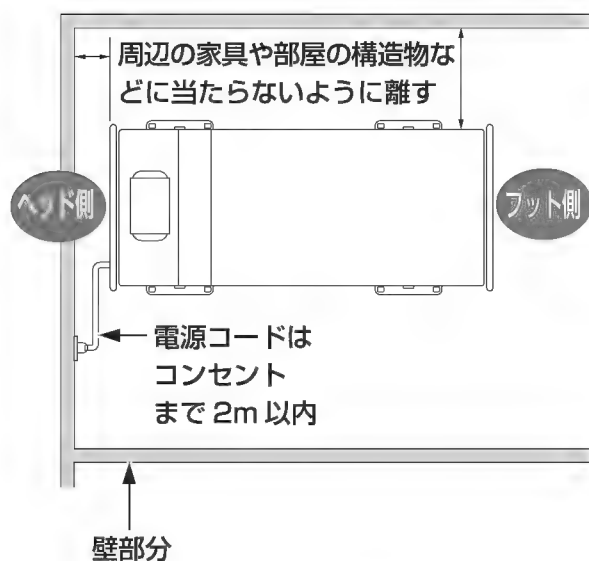 周辺の家具や部屋の構造物な
どに当たらないように離す
ヘッド側
フット側
電源コードは
コンセント
まで2m以内
壁部分